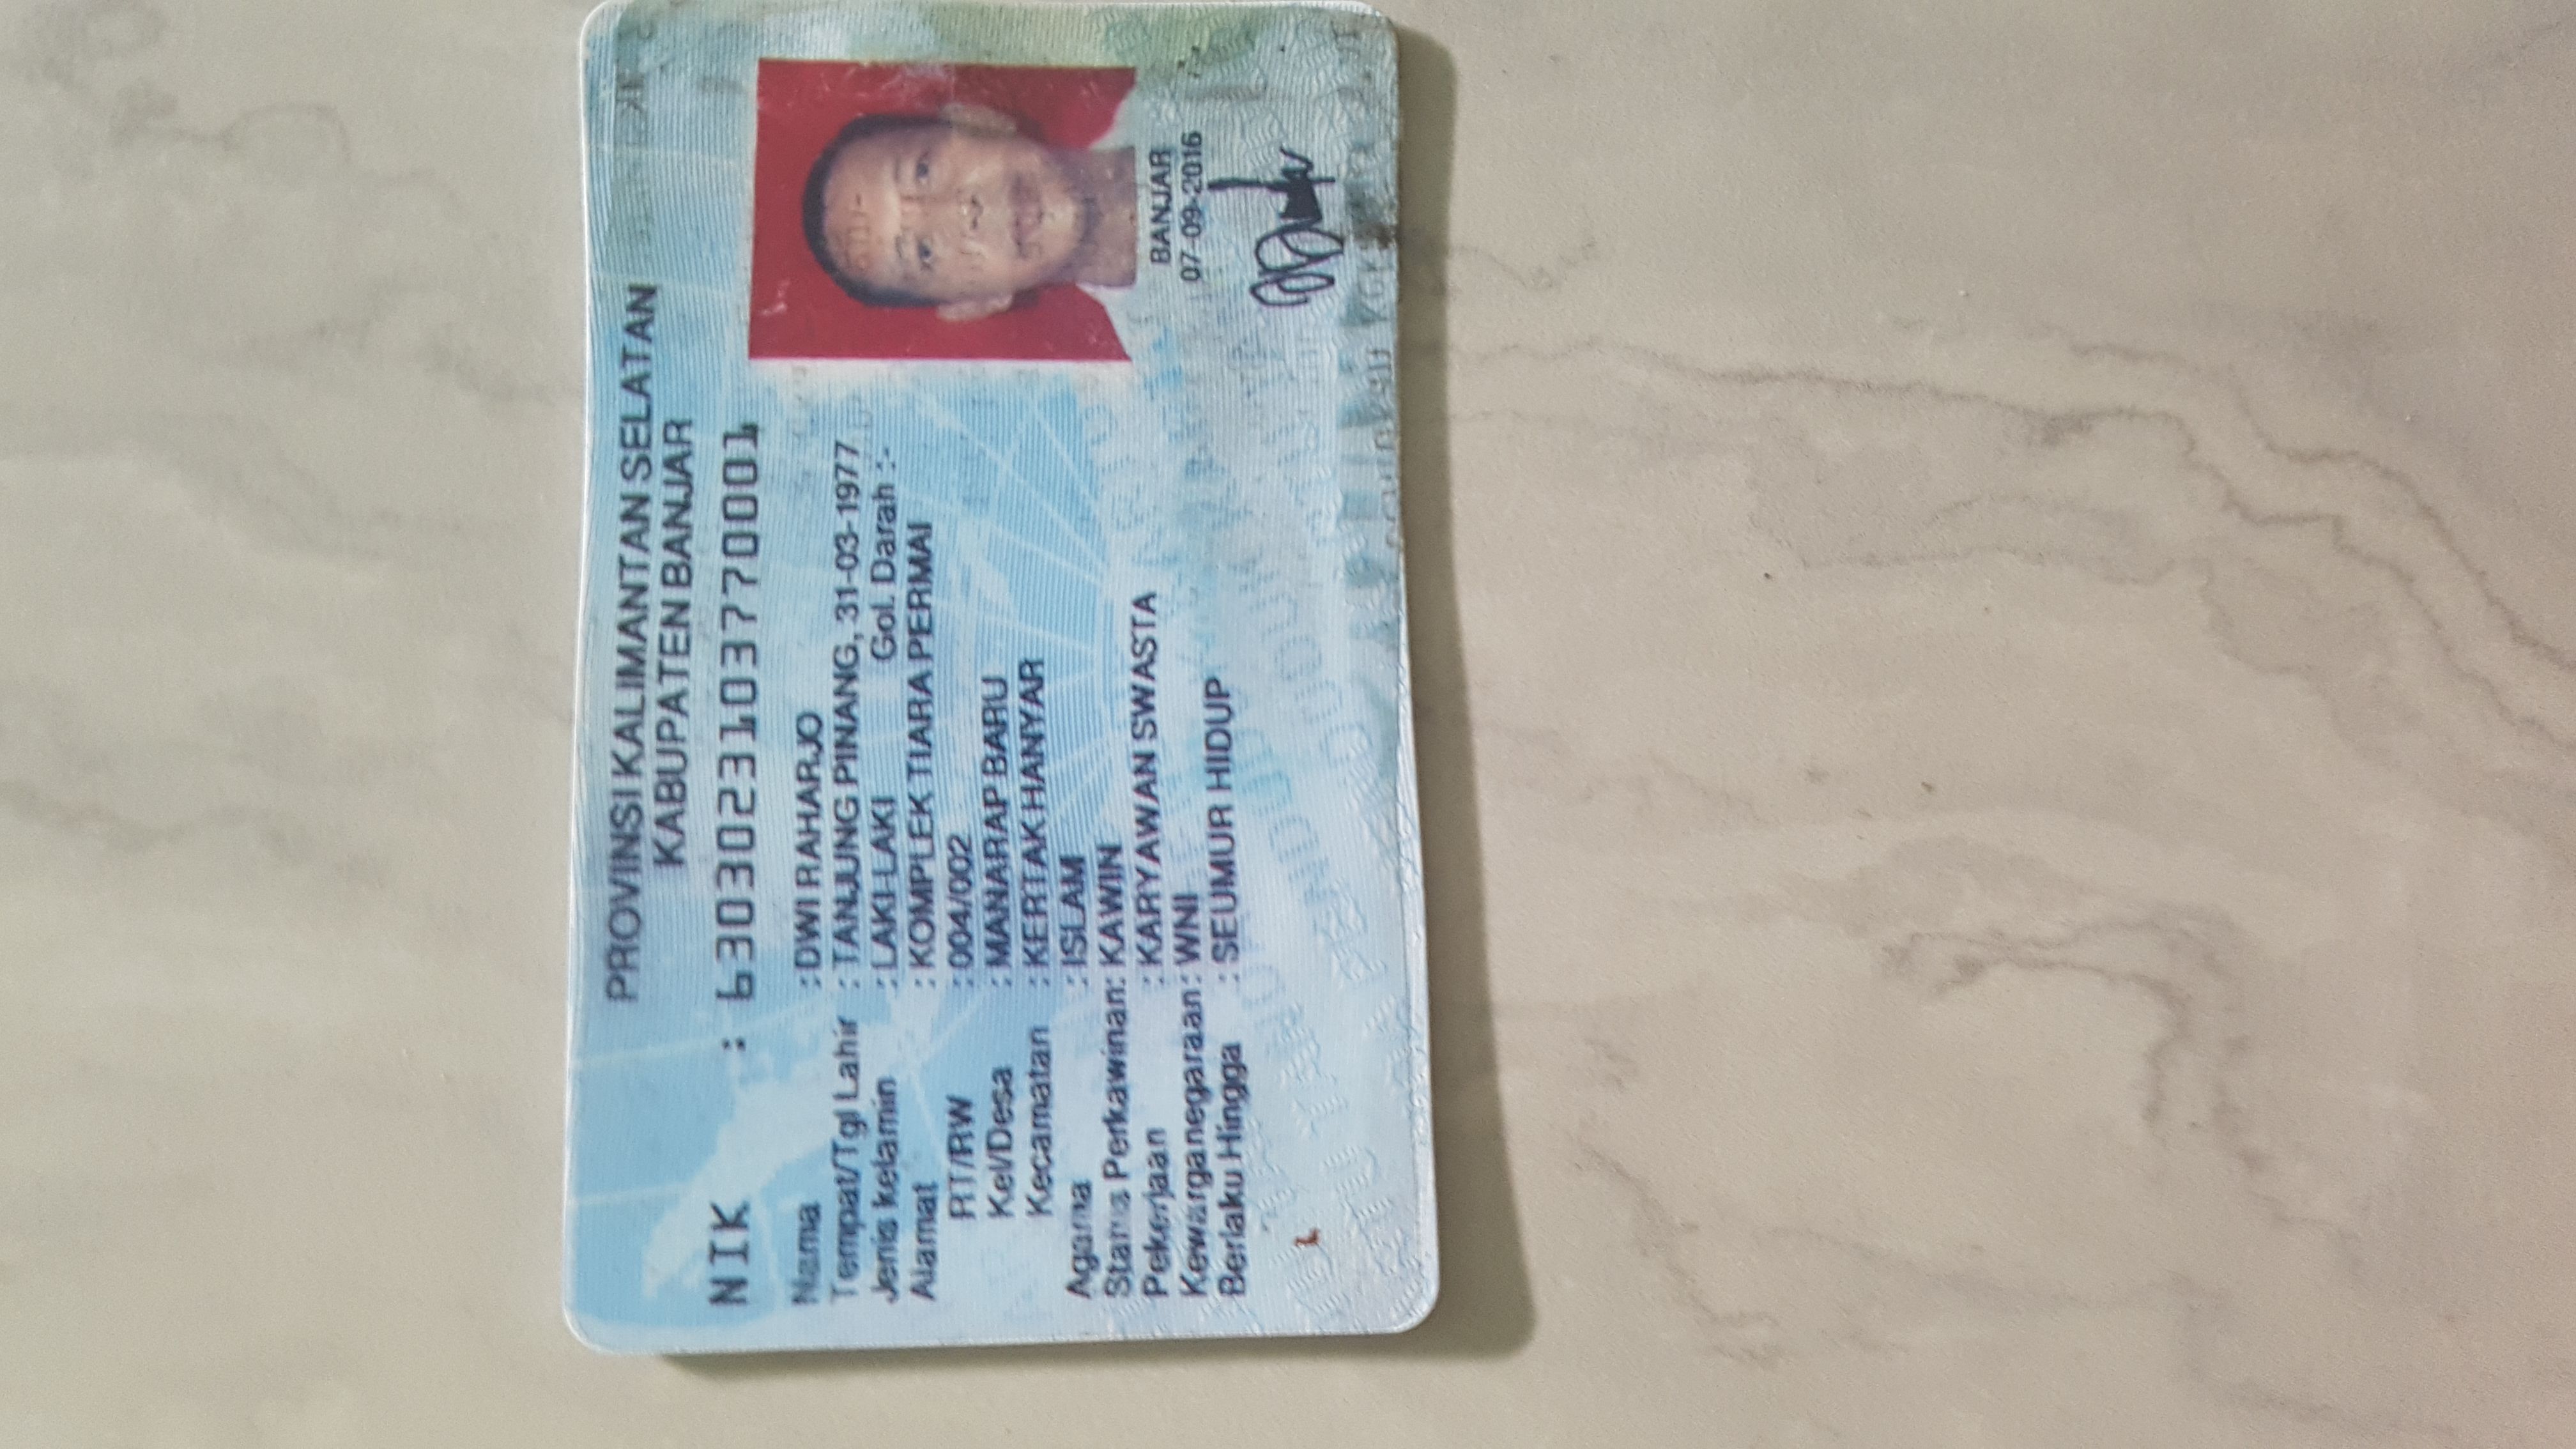 PROVINSI KALIMANTAN SELATAN
KABUPATEN BANJAR
NIK : 6303023103770001
Nama : DWI RAHARJO
Tempat/Tgl Lahir : TANJUNG PINANG, 31-03-1977
Jenis kelamin : LAKI-LAKI Gol. Darah :-
Alamat : KOMPLEK TIARA PERMAI
RT/RW : 004/002
Kel/Desa : MANARAP BARU
Kecamatan : KERTAK HANYAR
Agama : ISLAM
Status Perkawinan: KAWIN
Pekerjaan : KARYAWAN SWASTA
Kewarganegaraan: WNI
Berlaku Hingga : SEUMUR HIDUP
BANJAR
07-09-2016